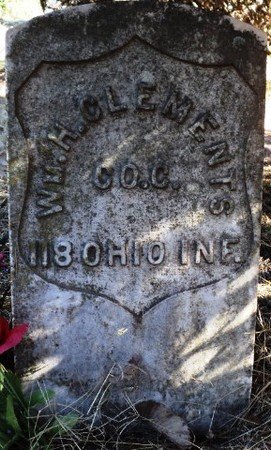 WM. H. CLEMENTS
CO. C.
118 OHIO INF.